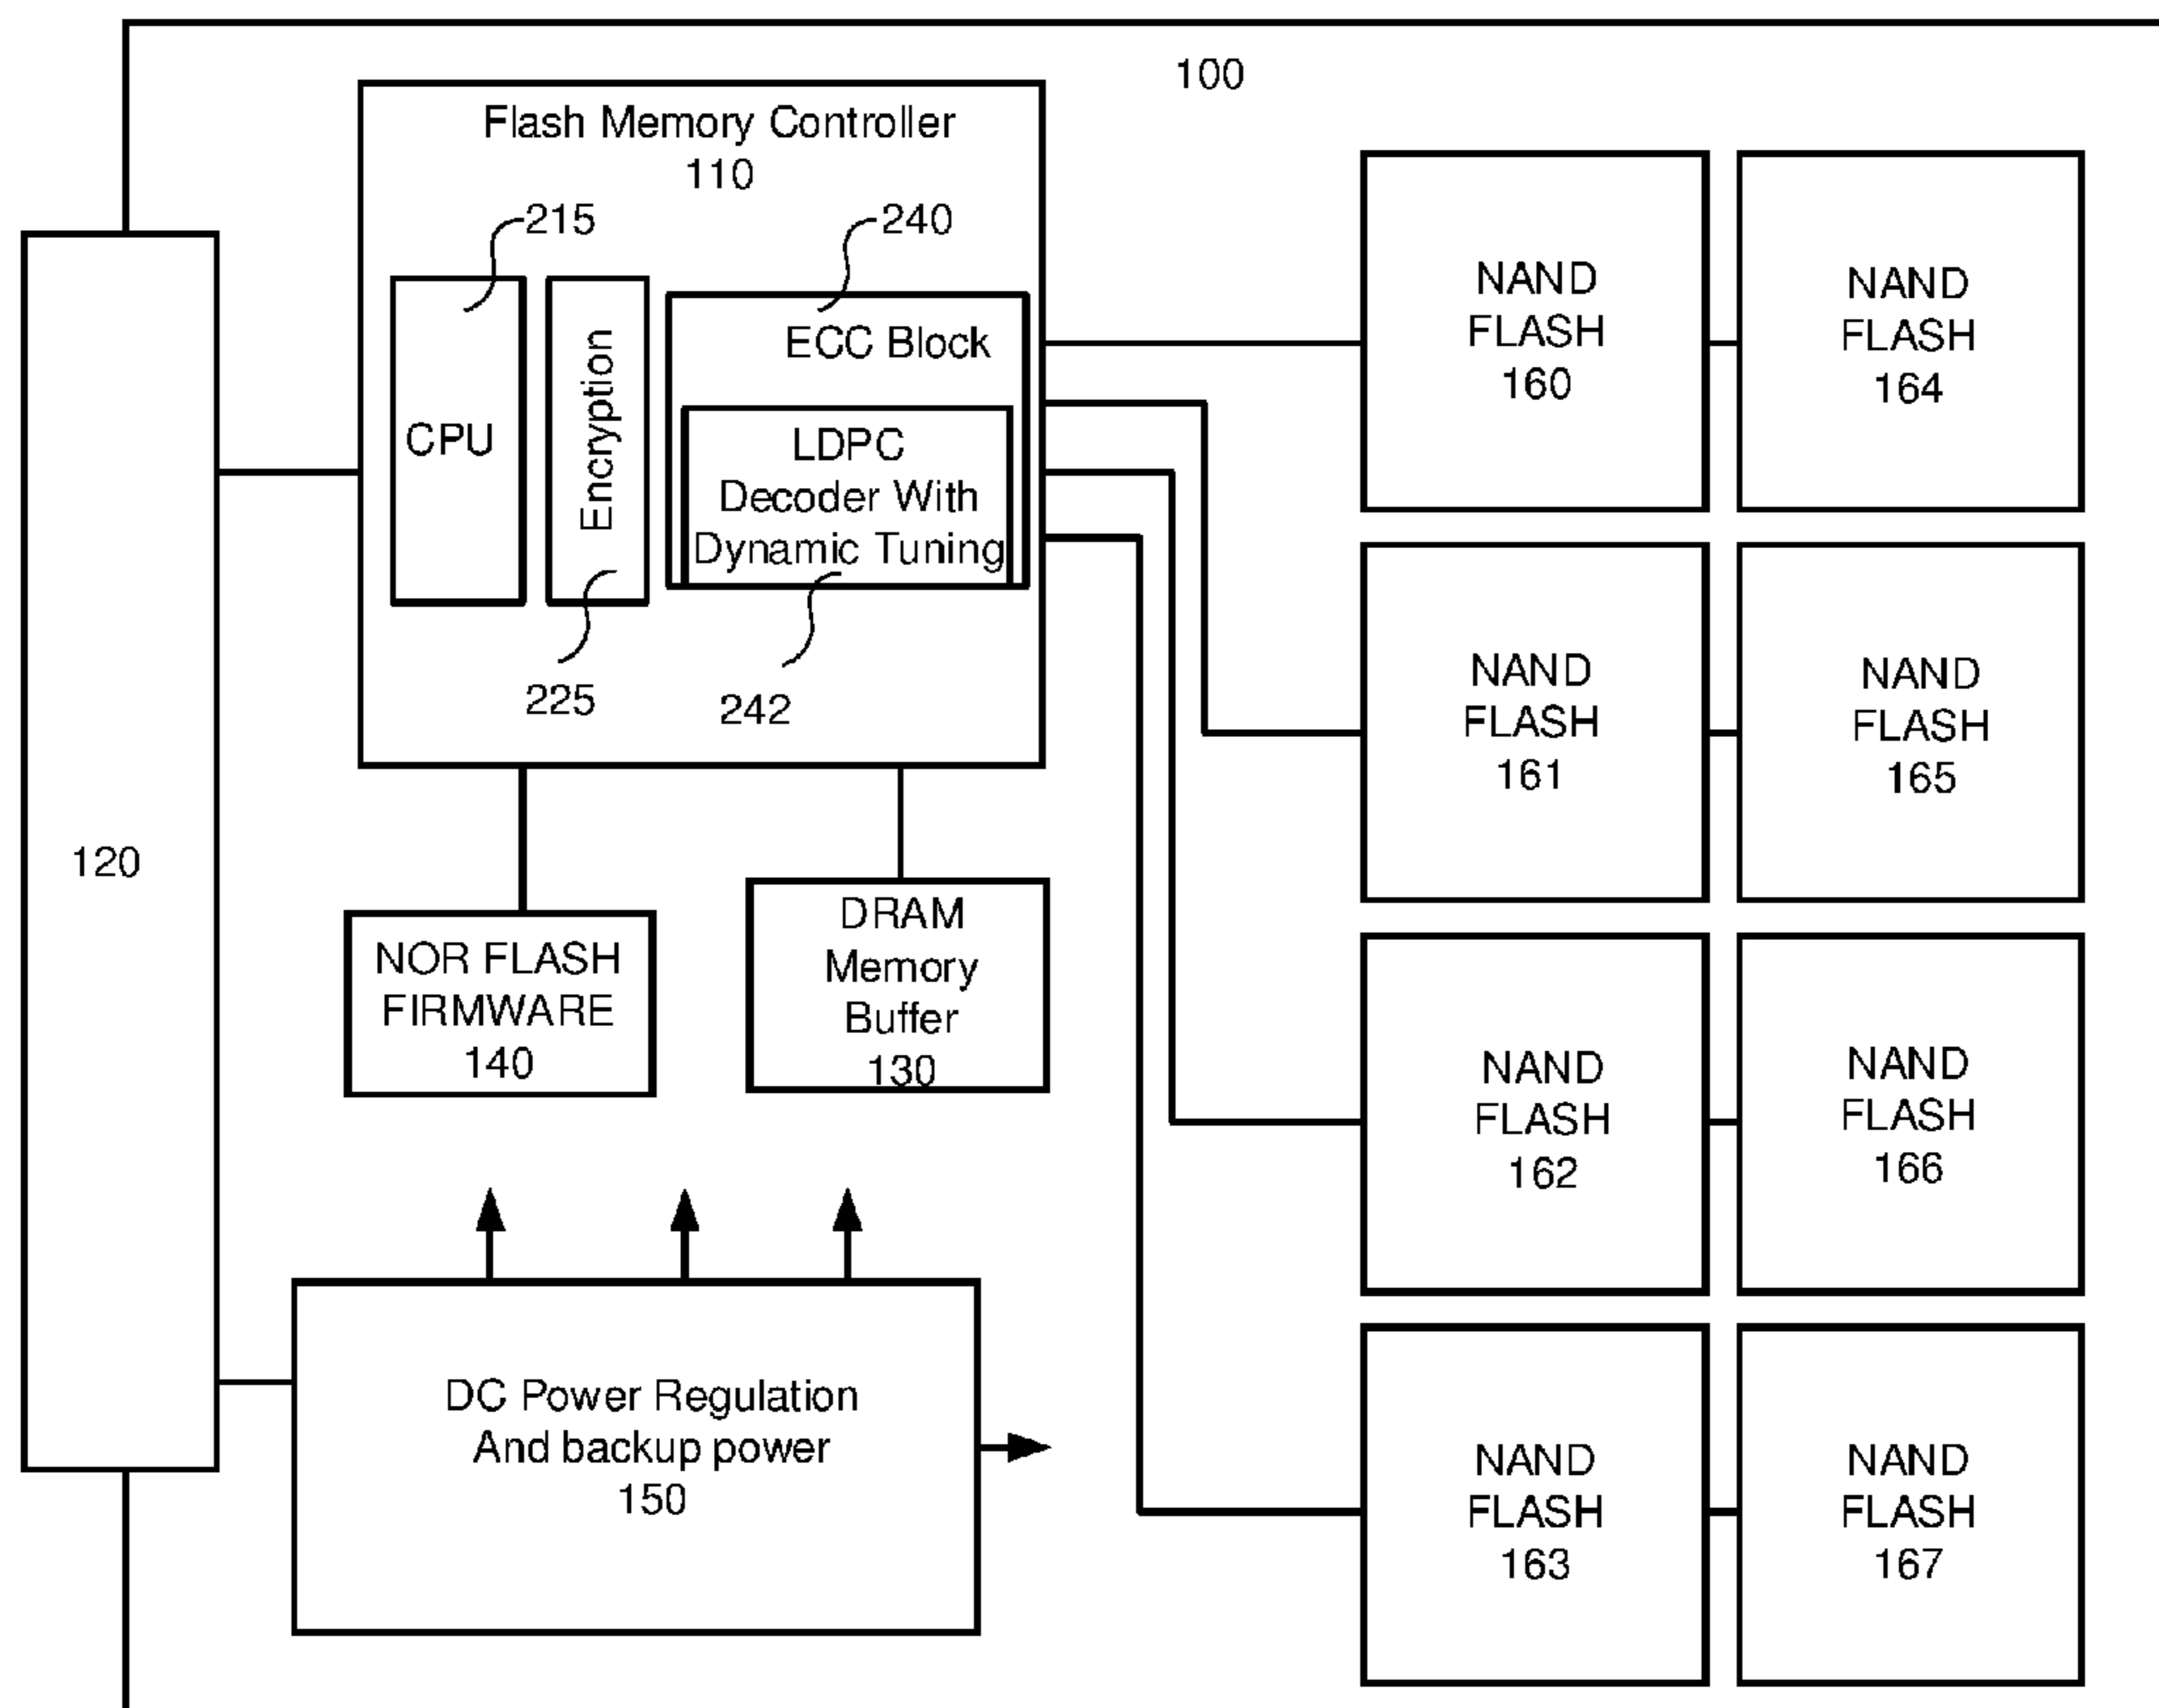 100
Flash Memory Controller
110
215
240
CPU
Encryption
ECC Block
LDPC
Decoder With
Dynamic Tuning
225
242
120
NOR FLASH
FIRMWARE
140
DRAM
Memory
Buffer
130
DC Power Regulation
And backup power
150
NAND
FLASH
160
NAND
FLASH
164
NAND
FLASH
161
NAND
FLASH
165
NAND
FLASH
162
NAND
FLASH
166
NAND
FLASH
163
NAND
FLASH
167